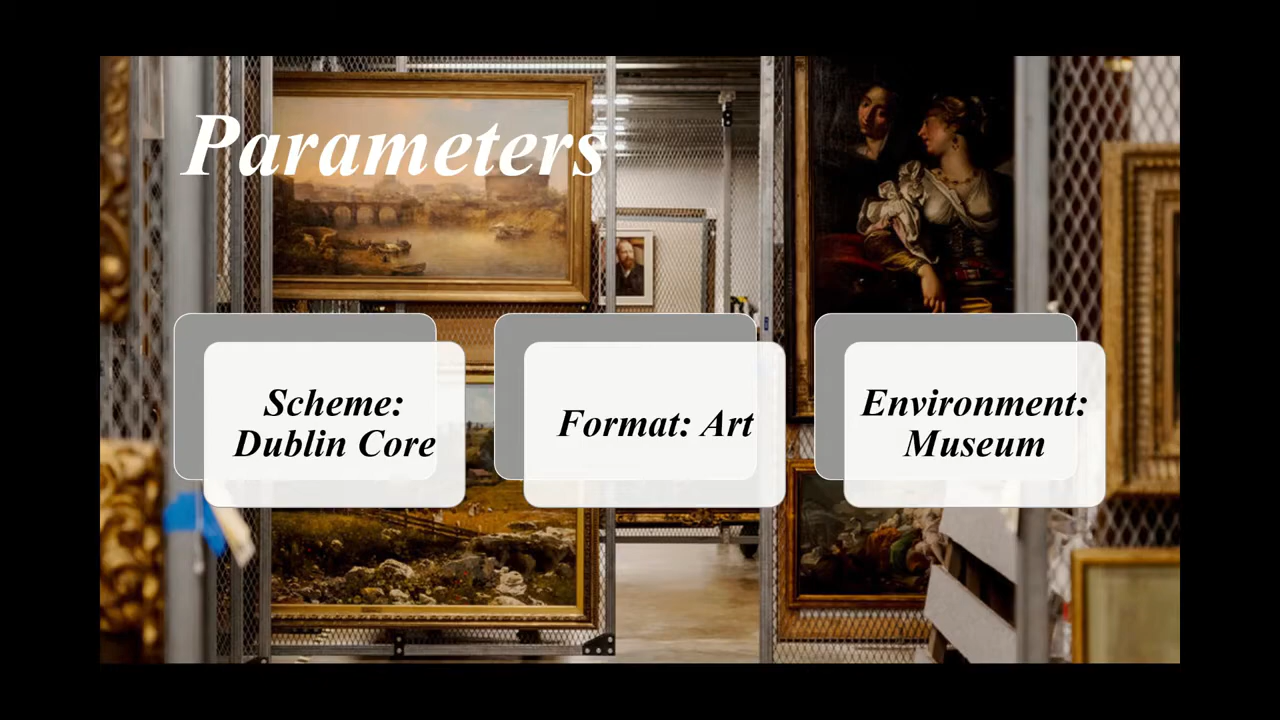 Parameters
Scheme:
Dublin Core
Format: Art
Environment:
Museum